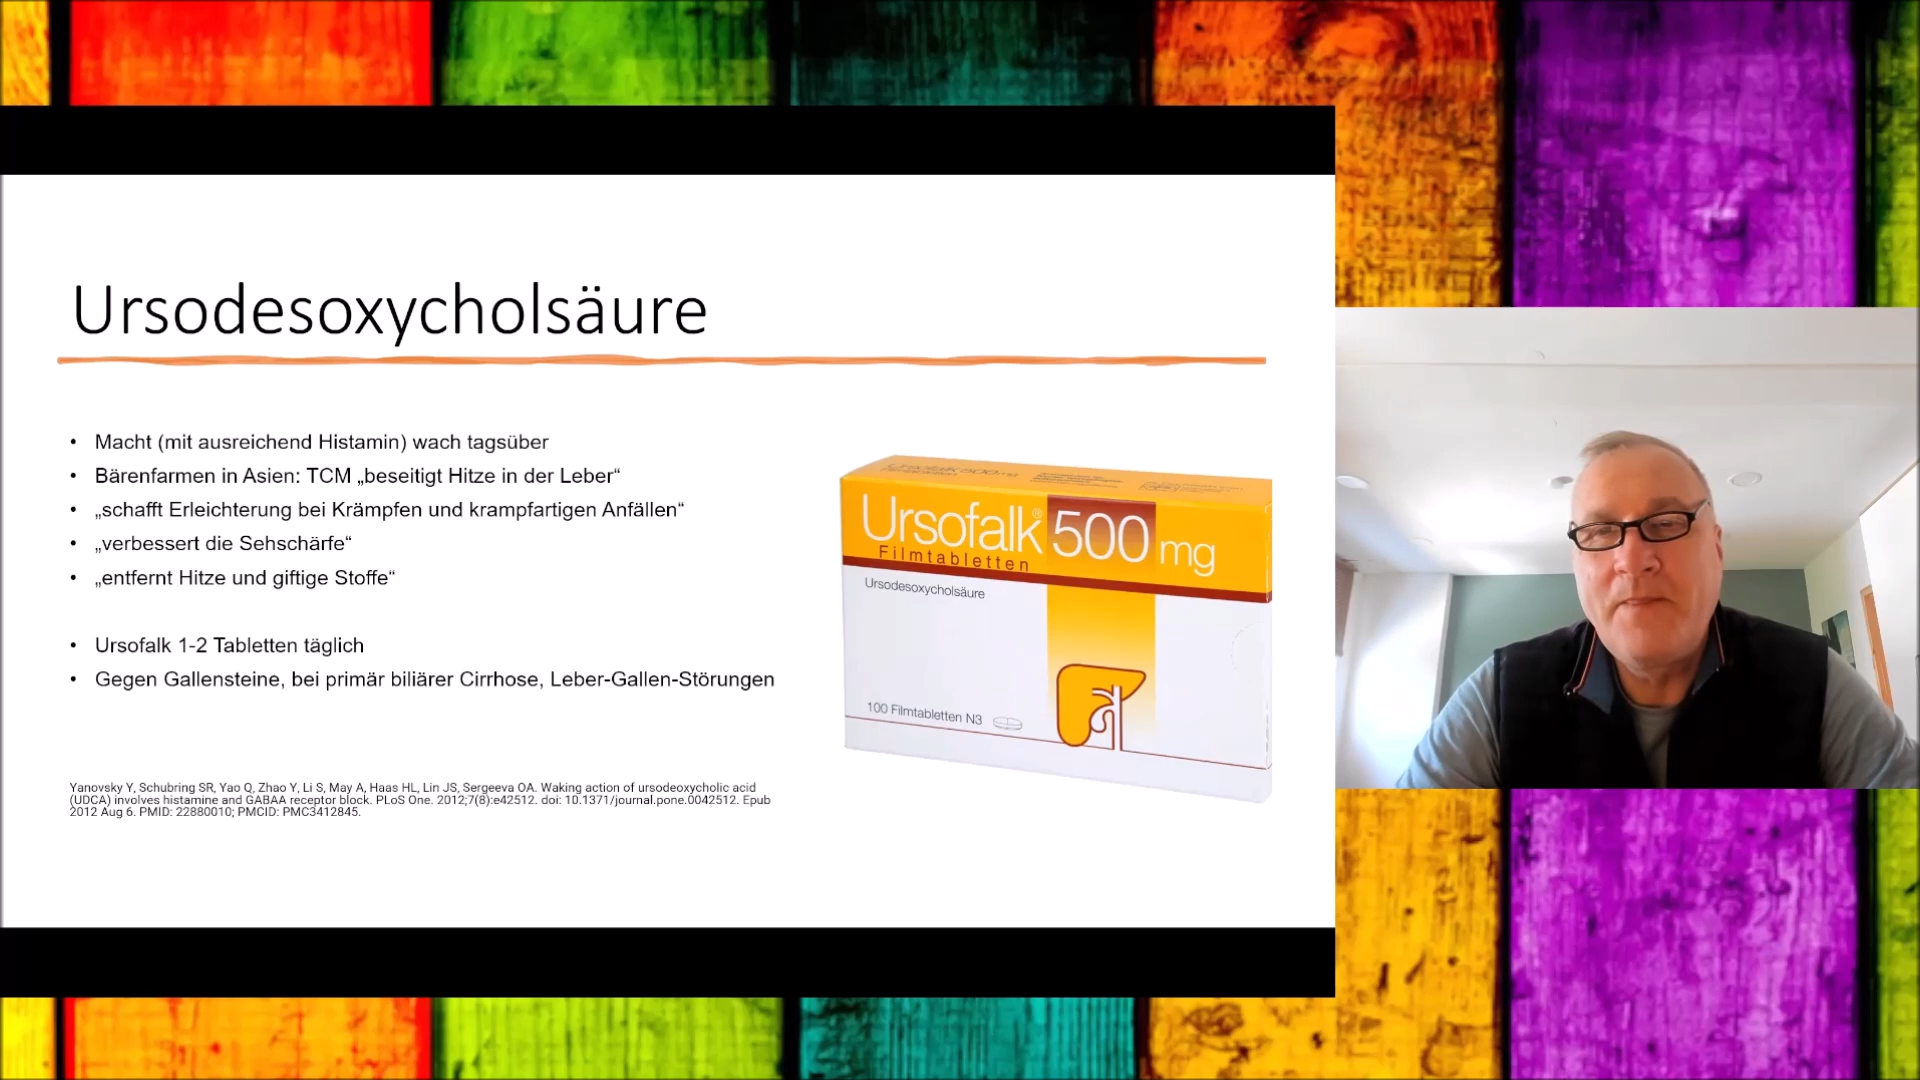 Ursodesoxycholsäure
• Macht (mit ausreichend Histamin) wach tagsüber
• Bärenfarmen in Asien: TCM „beseitigt Hitze in der Leber“
• „schafft Erleichterung bei Krämpfen und krampfartigen Anfällen“
• „verbessert die Sehschärfe“
• „entfernt Hitze und giftige Stoffe“
• Ursofalk 1-2 Tabletten täglich
• Gegen Gallensteine, bei primär biliärer Cirrhose, Leber-Gallen-Störungen
Yanovsky Y, Schubring SR, Yao Q, Zhao Y, Li S, May A, Haas HL, Lin JS, Sergeeva OA. Waking action of ursodeoxycholic acid
(UDCA) involves histamine and GABAA receptor block. PLoS One. 2012;7(8):e42512. doi: 10.1371/journal.pone.0042512. Epub
2012 Aug 6. PMID: 22880010; PMCID: PMC3412845.
Ursofalk® 500 mg
Filmtabletten
Ursodesoxycholsäure
100 Filmtabletten N3